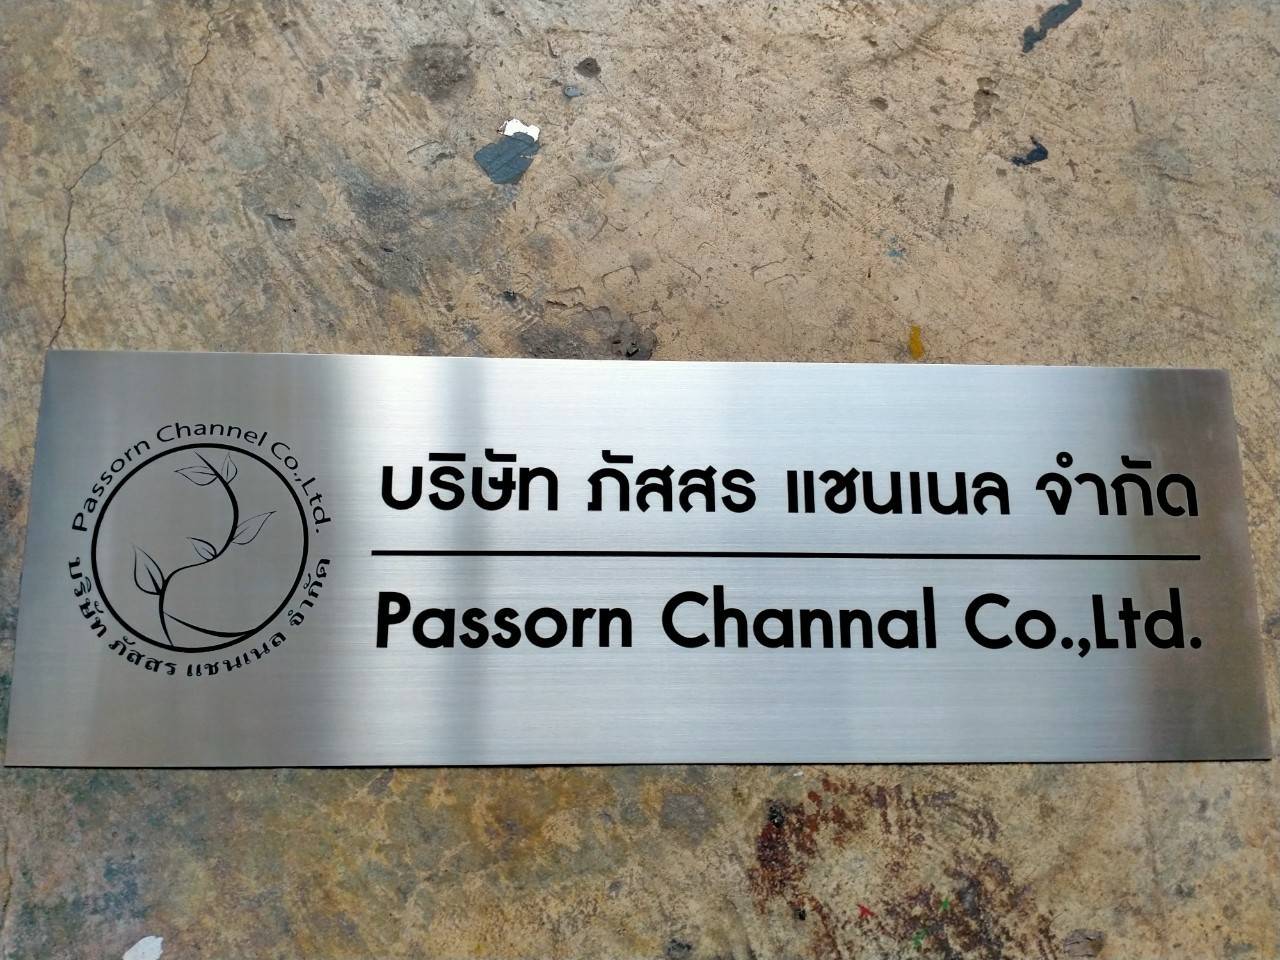 Passorn Channel Co.,Ltd.
บริษัท ภัสสร แชนเนล จำกัด
บริษัท ภัสสร แชนเนล จำกัด
Passorn Channal Co.,Ltd.